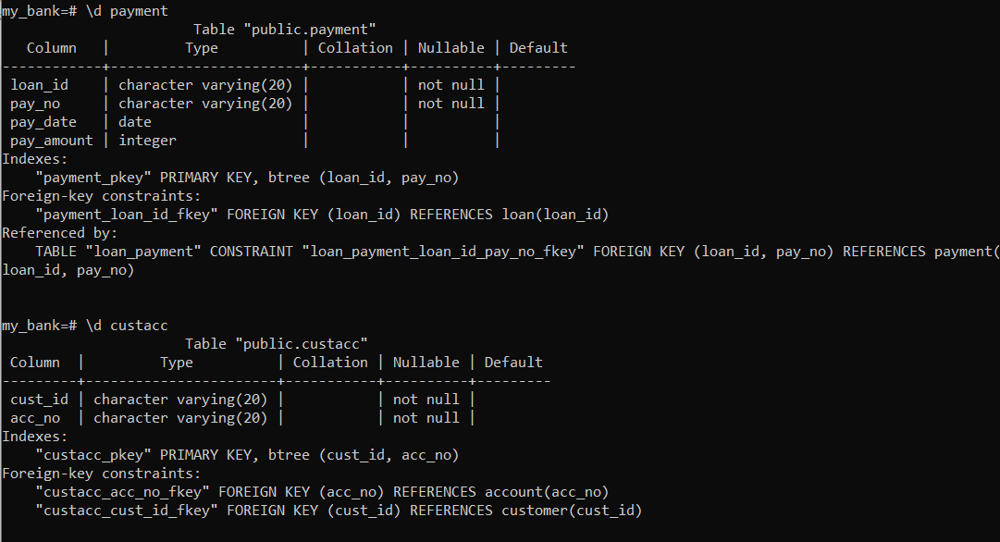 my_bank=# \d payment
                       Table "public.payment"
   Column   |         Type          | Collation | Nullable | Default
------------+-----------------------+-----------+----------+---------
 loan_id    | character varying(20) |           | not null |
 pay_no     | character varying(20) |           | not null |
 pay_date   | date                  |           |          |
 pay_amount | integer               |           |          |
Indexes:
    "payment_pkey" PRIMARY KEY, btree (loan_id, pay_no)
Foreign-key constraints:
    "payment_loan_id_fkey" FOREIGN KEY (loan_id) REFERENCES loan(loan_id)
Referenced by:
    TABLE "loan_payment" CONSTRAINT "loan_payment_loan_id_pay_no_fkey" FOREIGN KEY (loan_id, pay_no) REFERENCES payment(
loan_id, pay_no)
my_bank=# \d custacc
                      Table "public.custacc"
 Column  |         Type          | Collation | Nullable | Default
---------+-----------------------+-----------+----------+---------
 cust_id | character varying(20) |           | not null |
 acc_no  | character varying(20) |           | not null |
Indexes:
    "custacc_pkey" PRIMARY KEY, btree (cust_id, acc_no)
Foreign-key constraints:
    "custacc_acc_no_fkey" FOREIGN KEY (acc_no) REFERENCES account(acc_no)
    "custacc_cust_id_fkey" FOREIGN KEY (cust_id) REFERENCES customer(cust_id)